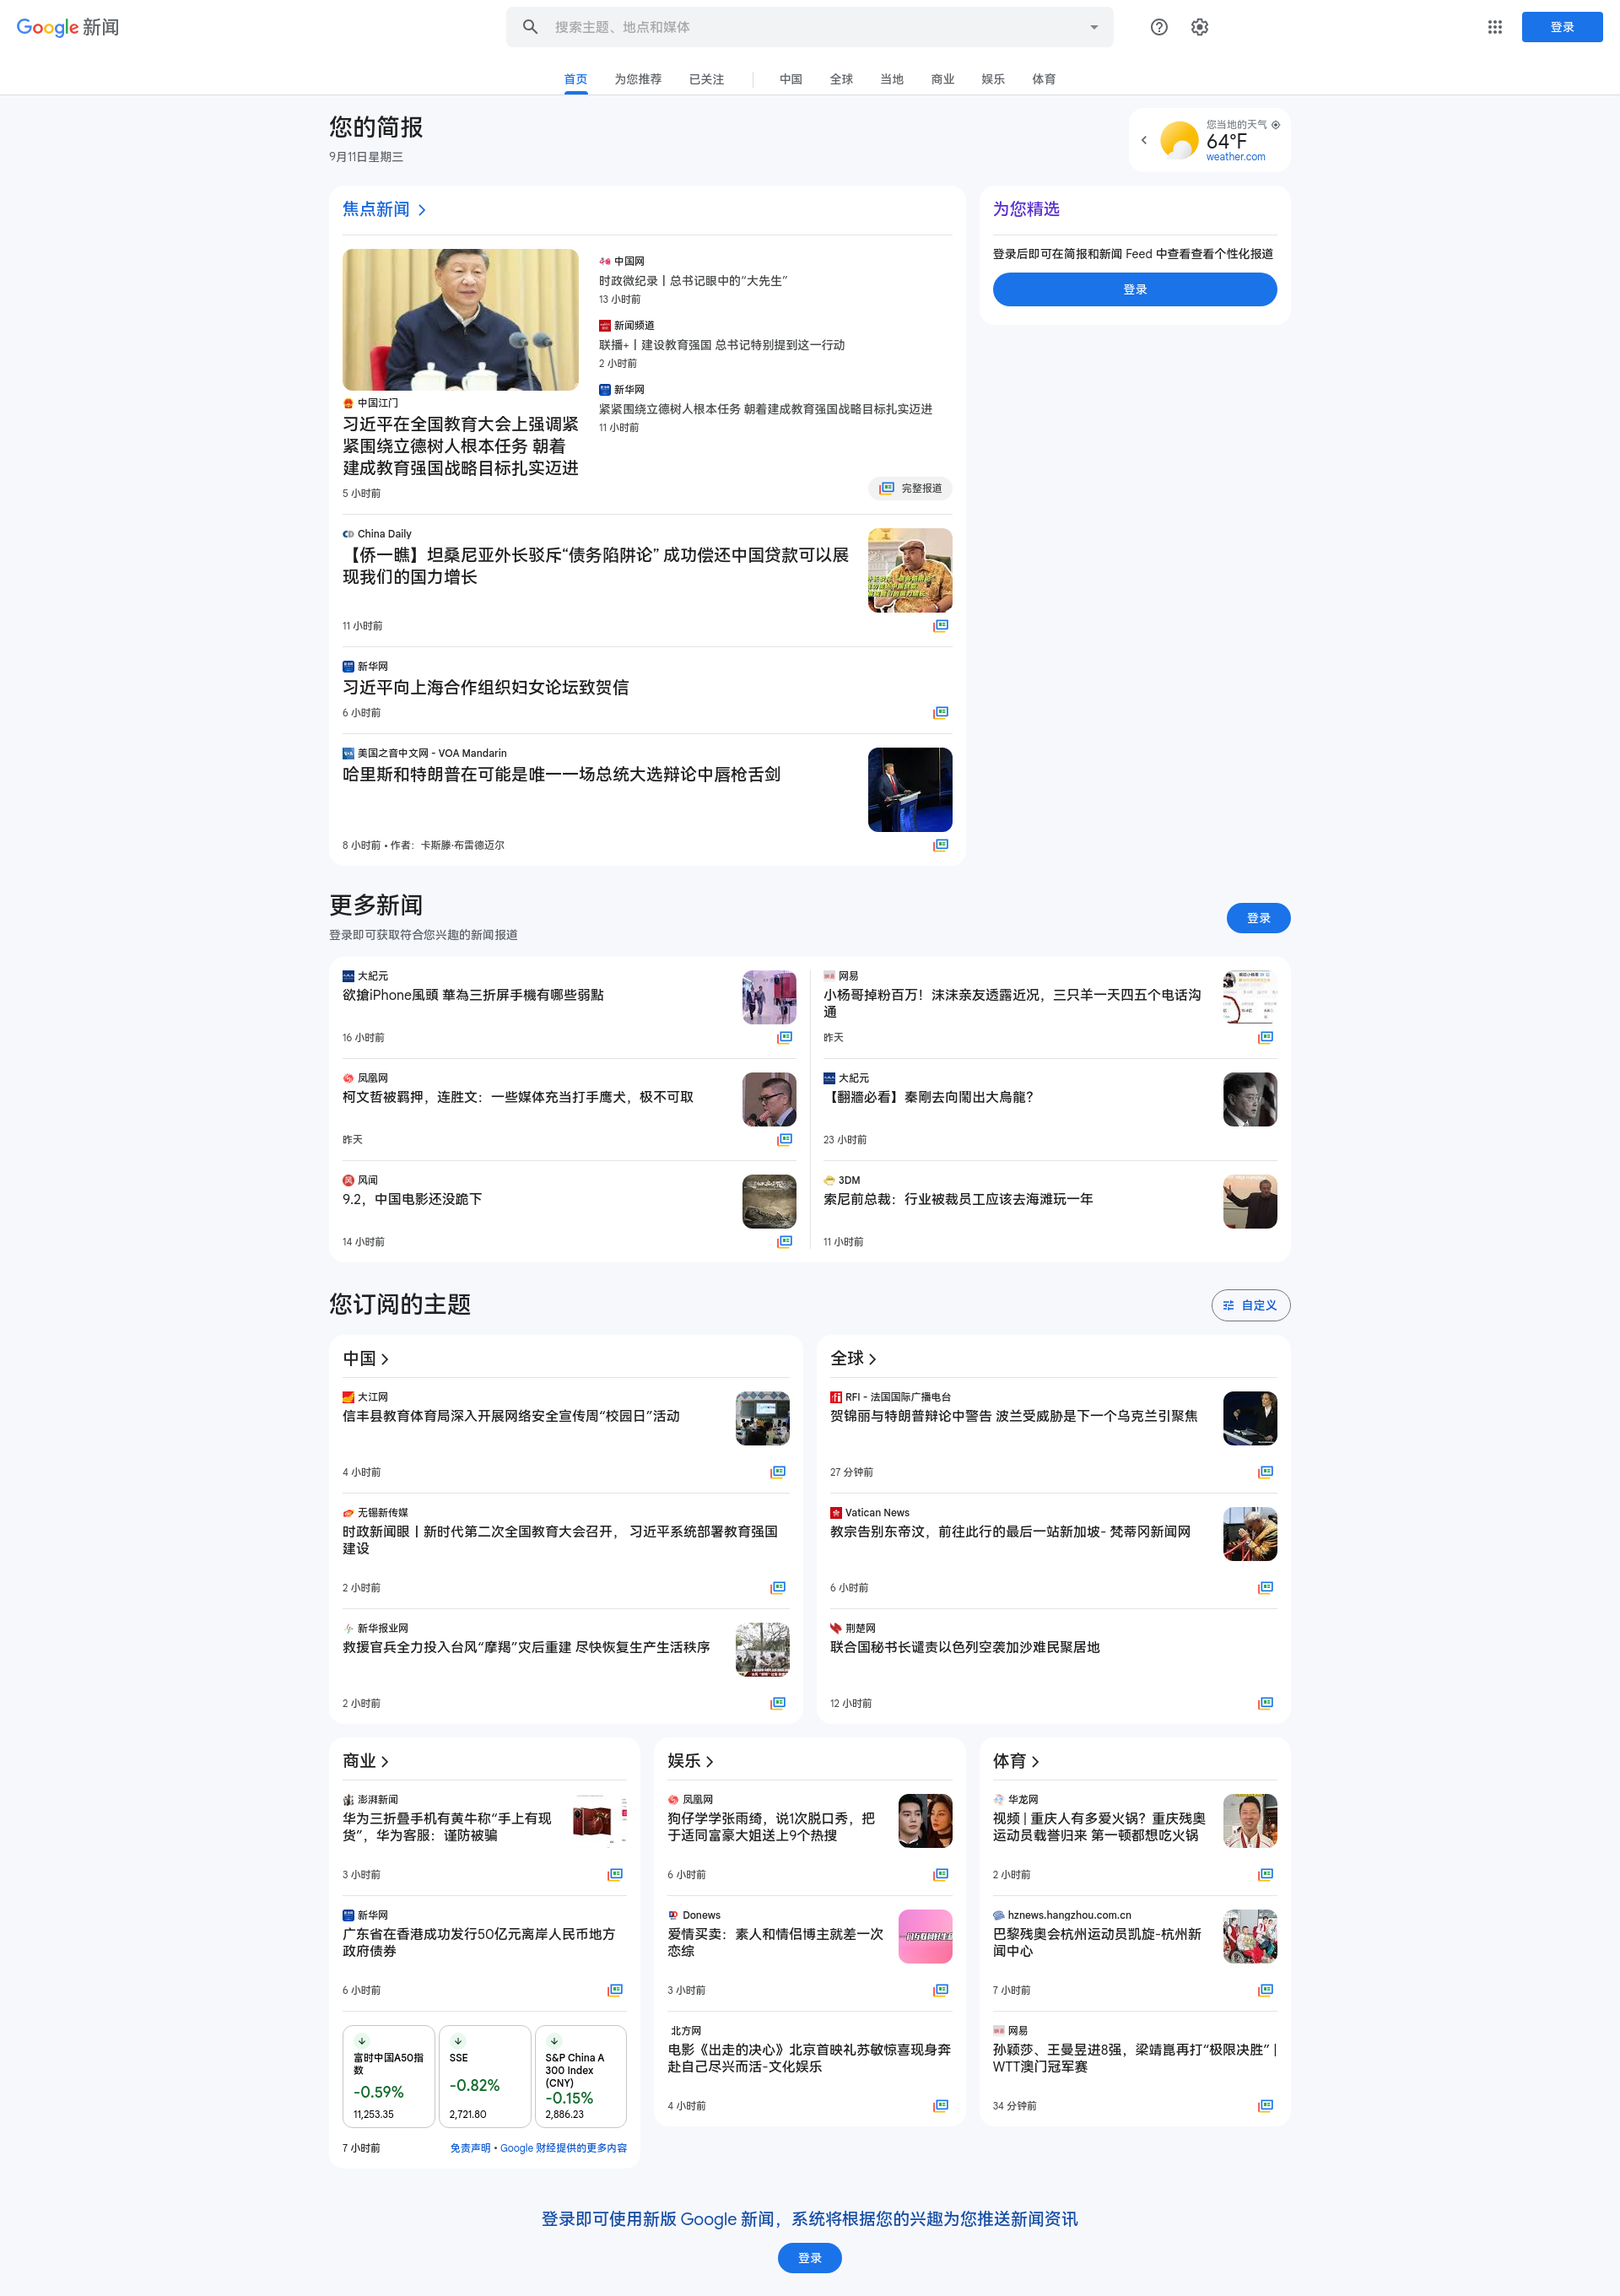 Google 新闻
搜索主题、地点和媒体
登录
首页
为您推荐
已关注
中国
全球
当地
商业
娱乐
体育
您的简报
9月11日星期三
您当地的天气
64°F
weather.com
焦点新闻
中国江门
习近平在全国教育大会上强调紧
紧围绕立德树人根本任务 朝着
建成教育强国战略目标扎实迈进
5 小时前
中国网
时政微纪录丨总书记眼中的“大先生”
13 小时前
新闻频道
联播+丨建设教育强国 总书记特别提到这一行动
2 小时前
新华网
紧紧围绕立德树人根本任务 朝着建成教育强国战略目标扎实迈进
11 小时前
完整报道
China Daily
【侨一瞧】坦桑尼亚外长驳斥“债务陷阱论” 成功偿还中国贷款可以展
现我们的国力增长
11 小时前
新华网
习近平向上海合作组织妇女论坛致贺信
6 小时前
美国之音中文网 - VOA Mandarin
哈里斯和特朗普在可能是唯一一场总统大选辩论中唇枪舌剑
8 小时前 • 作者：卡斯滕·布雷德迈尔
为您精选
登录后即可在简报和新闻 Feed 中查看查看个性化报道
登录
更多新闻
登录即可获取符合您兴趣的新闻报道
登录
大紀元
欲搶iPhone風頭 華為三折屏手機有哪些弱點
16 小时前
凤凰网
柯文哲被羁押，连胜文：一些媒体充当打手鹰犬，极不可取
昨天
风闻
9.2，中国电影还没跪下
14 小时前
网易
小杨哥掉粉百万！沫沫亲友透露近况，三只羊一天四五个电话沟
通
昨天
大紀元
【翻牆必看】秦剛去向鬧出大烏龍？
23 小时前
3DM
索尼前总裁：行业被裁员工应该去海滩玩一年
11 小时前
您订阅的主题
自定义
中国
大江网
信丰县教育体育局深入开展网络安全宣传周“校园日”活动
4 小时前
无锡新传媒
时政新闻眼丨新时代第二次全国教育大会召开， 习近平系统部署教育强国
建设
2 小时前
新华报业网
救援官兵全力投入台风“摩羯”灾后重建 尽快恢复生产生活秩序
2 小时前
全球
RFI - 法国国际广播电台
贺锦丽与特朗普辩论中警告 波兰受威胁是下一个乌克兰引聚焦
27 分钟前
Vatican News
教宗告别东帝汶，前往此行的最后一站新加坡- 梵蒂冈新闻网
6 小时前
荆楚网
联合国秘书长谴责以色列空袭加沙难民聚居地
12 小时前
商业
澎湃新闻
华为三折叠手机有黄牛称“手上有现
货”，华为客服：谨防被骗
3 小时前
新华网
广东省在香港成功发行50亿元离岸人民币地方
政府债券
6 小时前
富时中国A50指
数
-0.59%
11,253.35
SSE
-0.82%
2,721.80
S&P China A
300 Index
(CNY)
-0.15%
2,886.23
7 小时前
免责声明 • Google 财经提供的更多内容
娱乐
凤凰网
狗仔学学张雨绮，说1次脱口秀，把
于适同富豪大姐送上9个热搜
6 小时前
Donews
爱情买卖：素人和情侣博主就差一次
恋综
3 小时前
北方网
电影《出走的决心》北京首映礼苏敏惊喜现身奔
赴自己尽兴而活-文化娱乐
4 小时前
体育
华龙网
视频 | 重庆人有多爱火锅？重庆残奥
运动员载誉归来 第一顿都想吃火锅
2 小时前
hznews.hangzhou.com.cn
巴黎残奥会杭州运动员凯旋-杭州新
闻中心
7 小时前
网易
孙颖莎、王曼昱进8强，梁靖崑再打“极限决胜” |
WTT澳门冠军赛
34 分钟前
登录即可使用新版 Google 新闻，系统将根据您的兴趣为您推送新闻资讯
登录